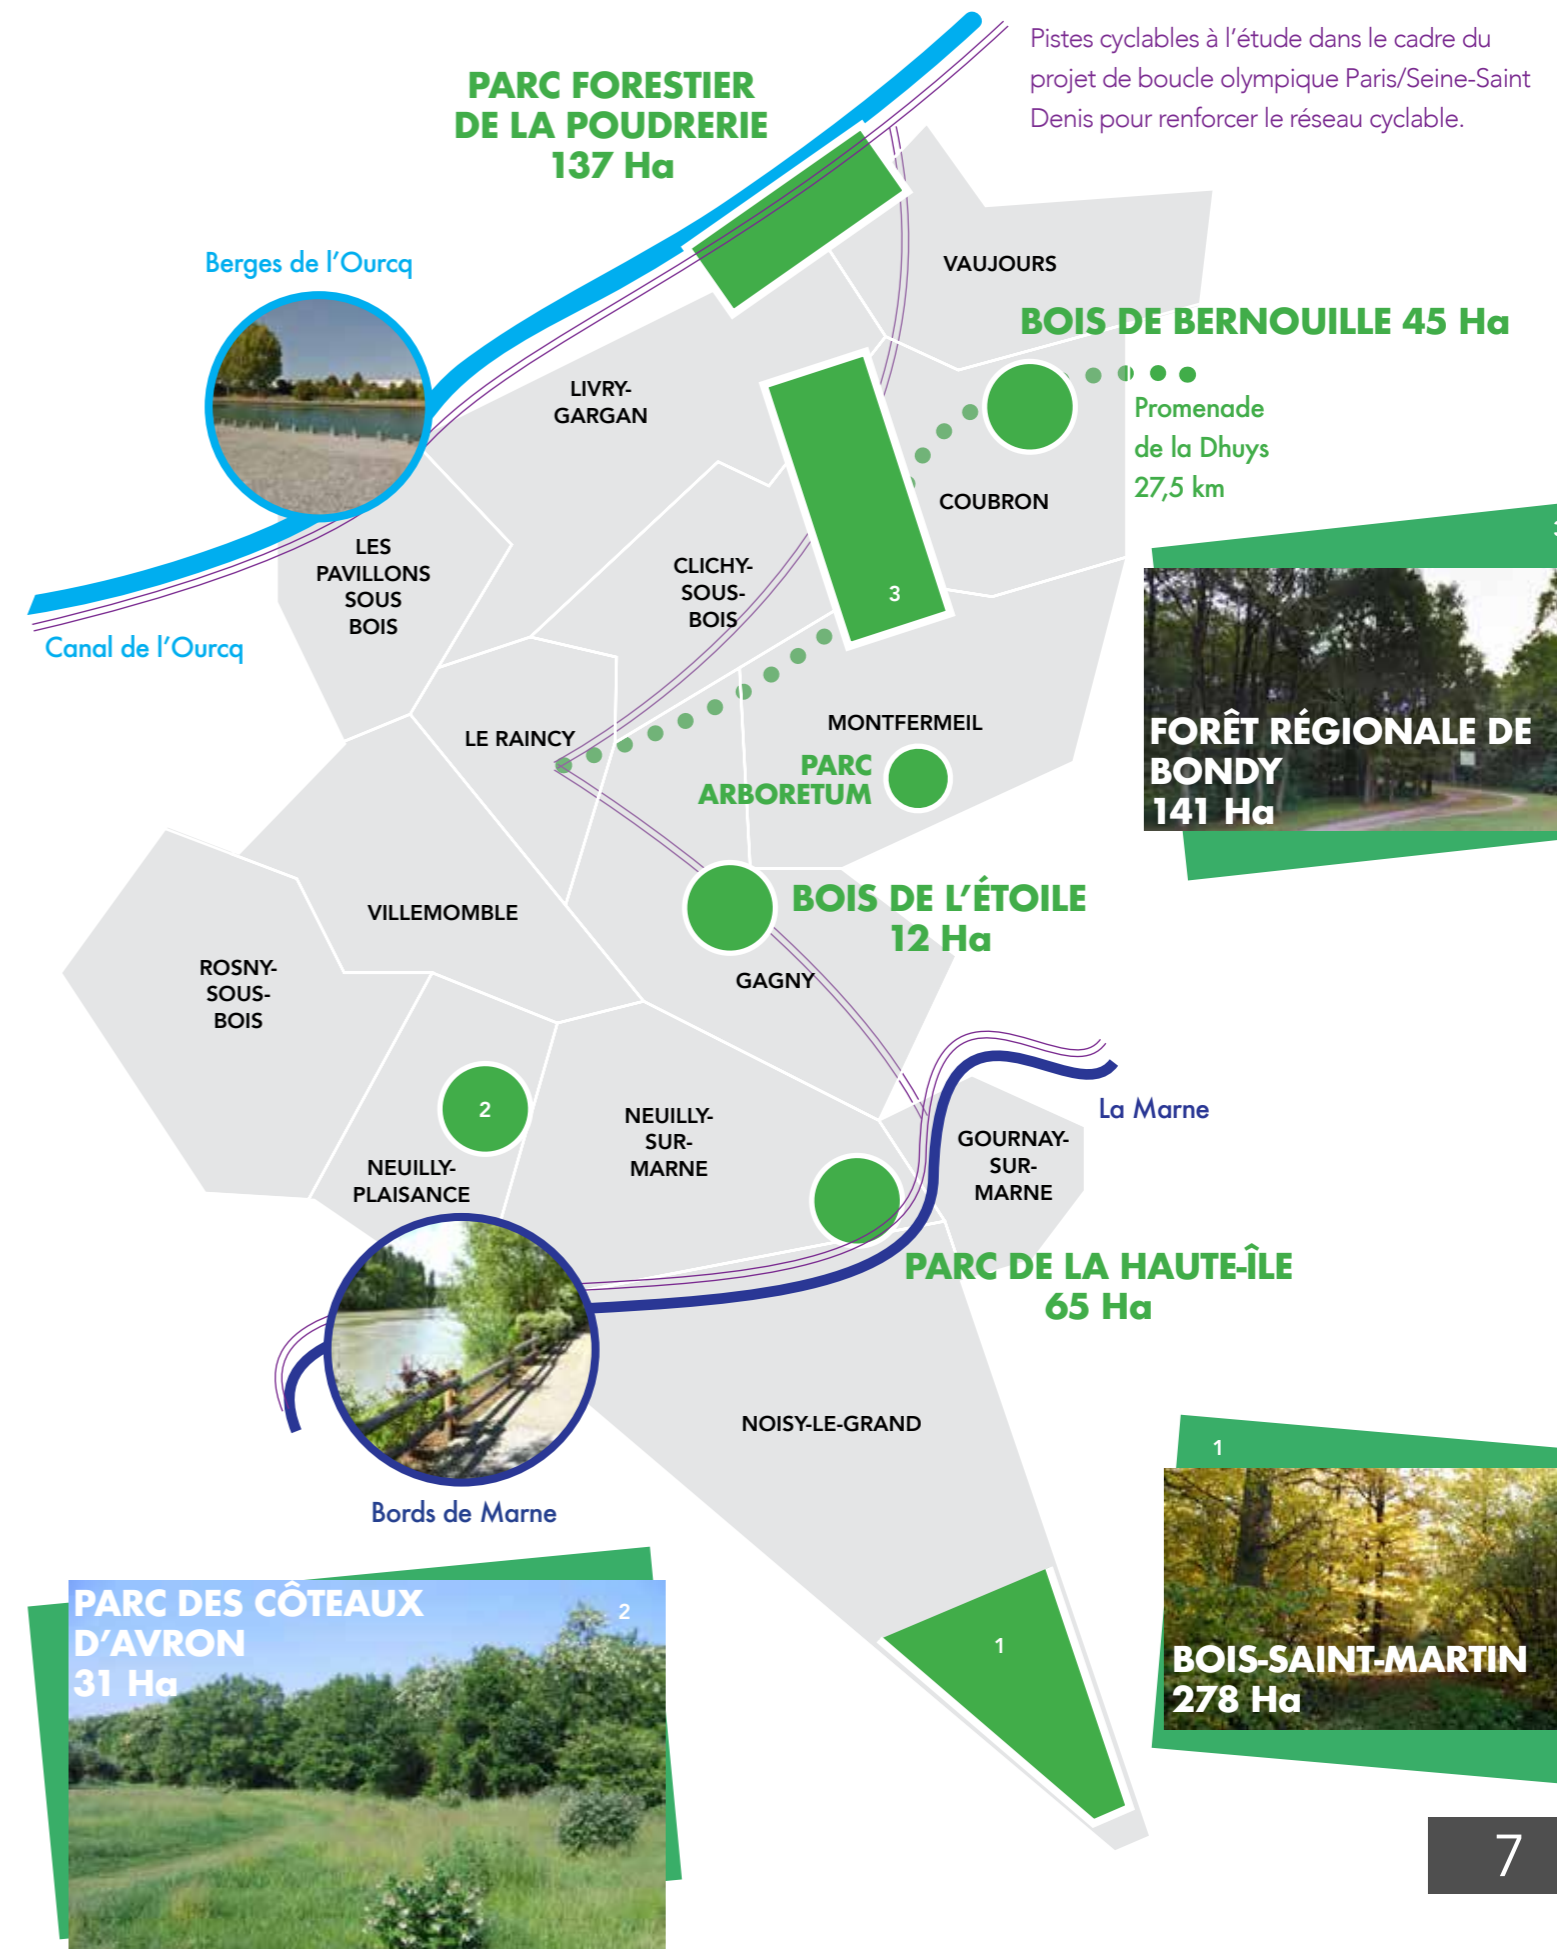 Pistes cyclables à l'étude dans le cadre du
projet de boucle olympique Paris/Seine-Saint
Denis pour renforcer le réseau cyclable.
PARC FORESTIER
DE LA POUDRERIE
137 Ha
Berges de l'Ourcq
VAUJOURS
BOIS DE BERNOUILLE 45 Ha
LIVRY-
GARGAN
Promenade
de la Dhuys
27,5 km
COUBRON
LES
PAVILLONS
SOUS
BOIS
CLICHY-
SOUS-
BOIS
3
Canal de l'Ourcq
3
FORÊT RÉGIONALE DE
BONDY
141 Ha
LE RAINCY
MONTFERMEIL
PARC
ARBORETUM
VILLEMOMBLE
BOIS DE L'ÉTOILE
12 Ha
ROSNY-
SOUS-
BOIS
GAGNY
2
NEUILLY-
PLAISANCE
NEUILLY-
SUR-
MARNE
La Marne
GOURNAY-
SUR-
MARNE
PARC DE LA HAUTE-ÎLE
65 Ha
NOISY-LE-GRAND
Bords de Marne
1
1
BOIS-SAINT-MARTIN
278 Ha
PARC DES CÔTEAUX
D'AVRON
31 Ha
2
7